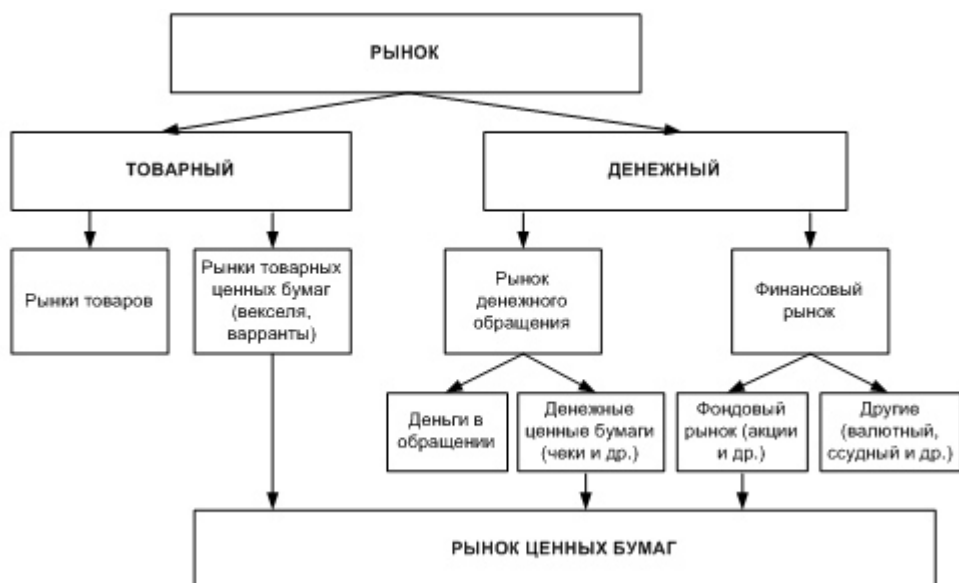 РЫНОК
ТОВАРНЫЙ
ДЕНЕЖНЫЙ
Рынки товаров
Рынки товарных
ценных бумаг
(векселя,
варранты)
Рынок
денежного
обращения
Финансовый
рынок
Деньги в
обращении
Денежные
ценные бумаги
(чеки и др.)
Фондовый
рынок (акции
и др.)
Другие
(валютный,
ссудный и др.)
РЫНОК ЦЕННЫХ БУМАГ